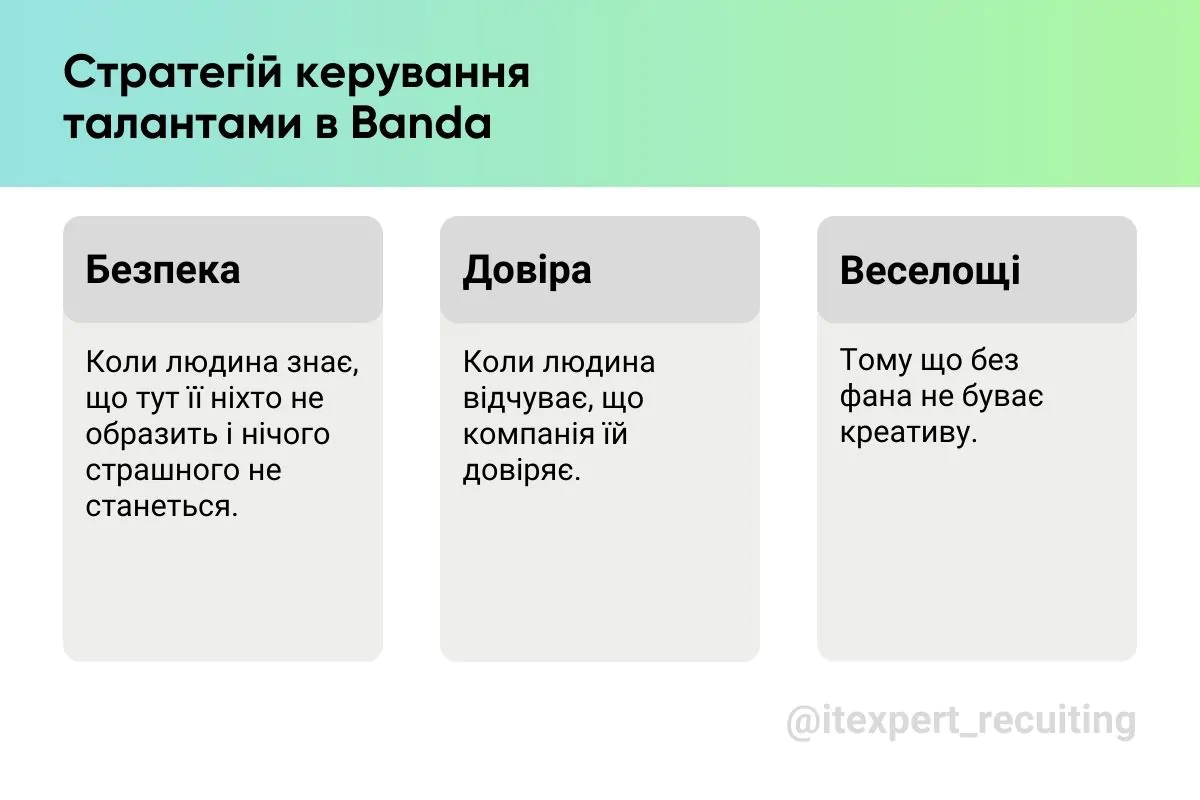 Стратегій керування
талантами в Banda
Безпека
Коли людина знає,
що тут її ніхто не
образить і нічого
страшного не
станеться.
Довіра
Коли людина
відчуває, що
компанія їй
довіряє.
Веселощі
Тому що без
фана не буває
креативу.
@itexpert_recuiting